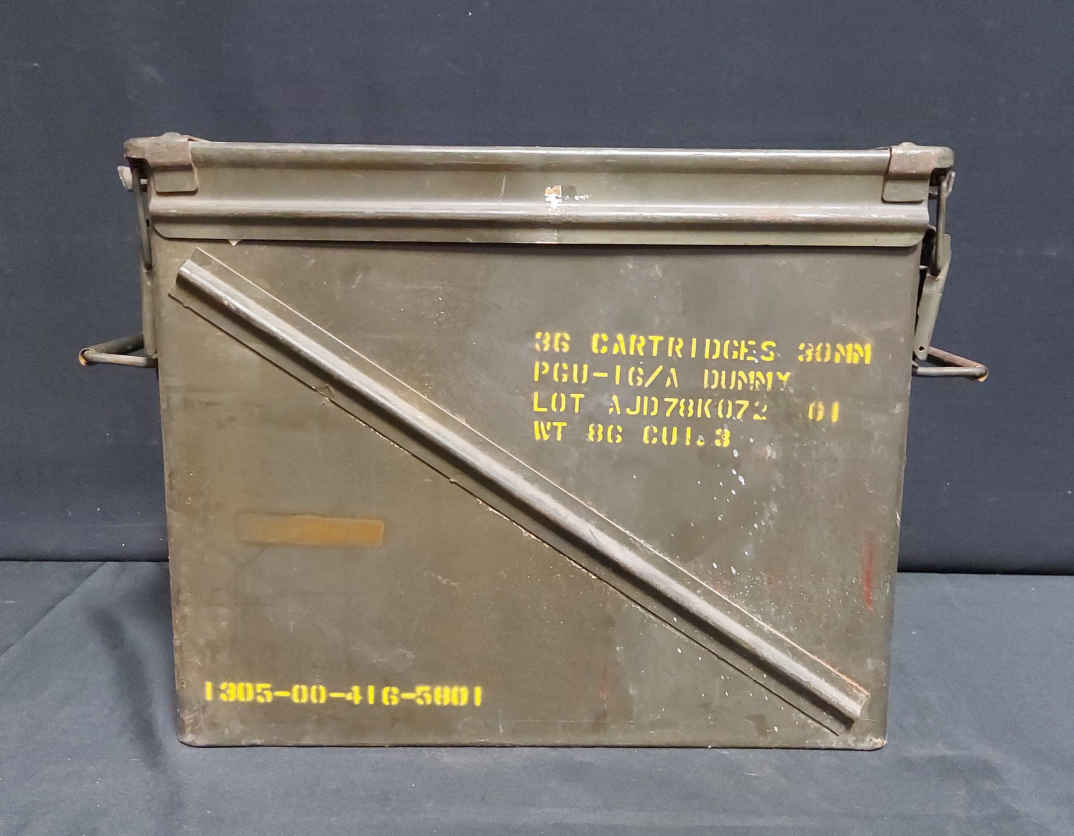 36 CARTRIDGES 30MM
PGU-16/A DUMMY
LOT AJD78K072 01
WT 86 CU1.3
1305-00-416-5801